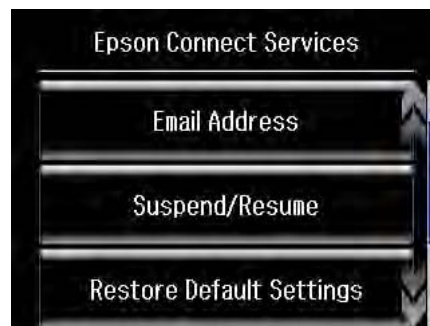 Epson Connect Services
Email Address
Suspend/Resume
Restore Default Settings